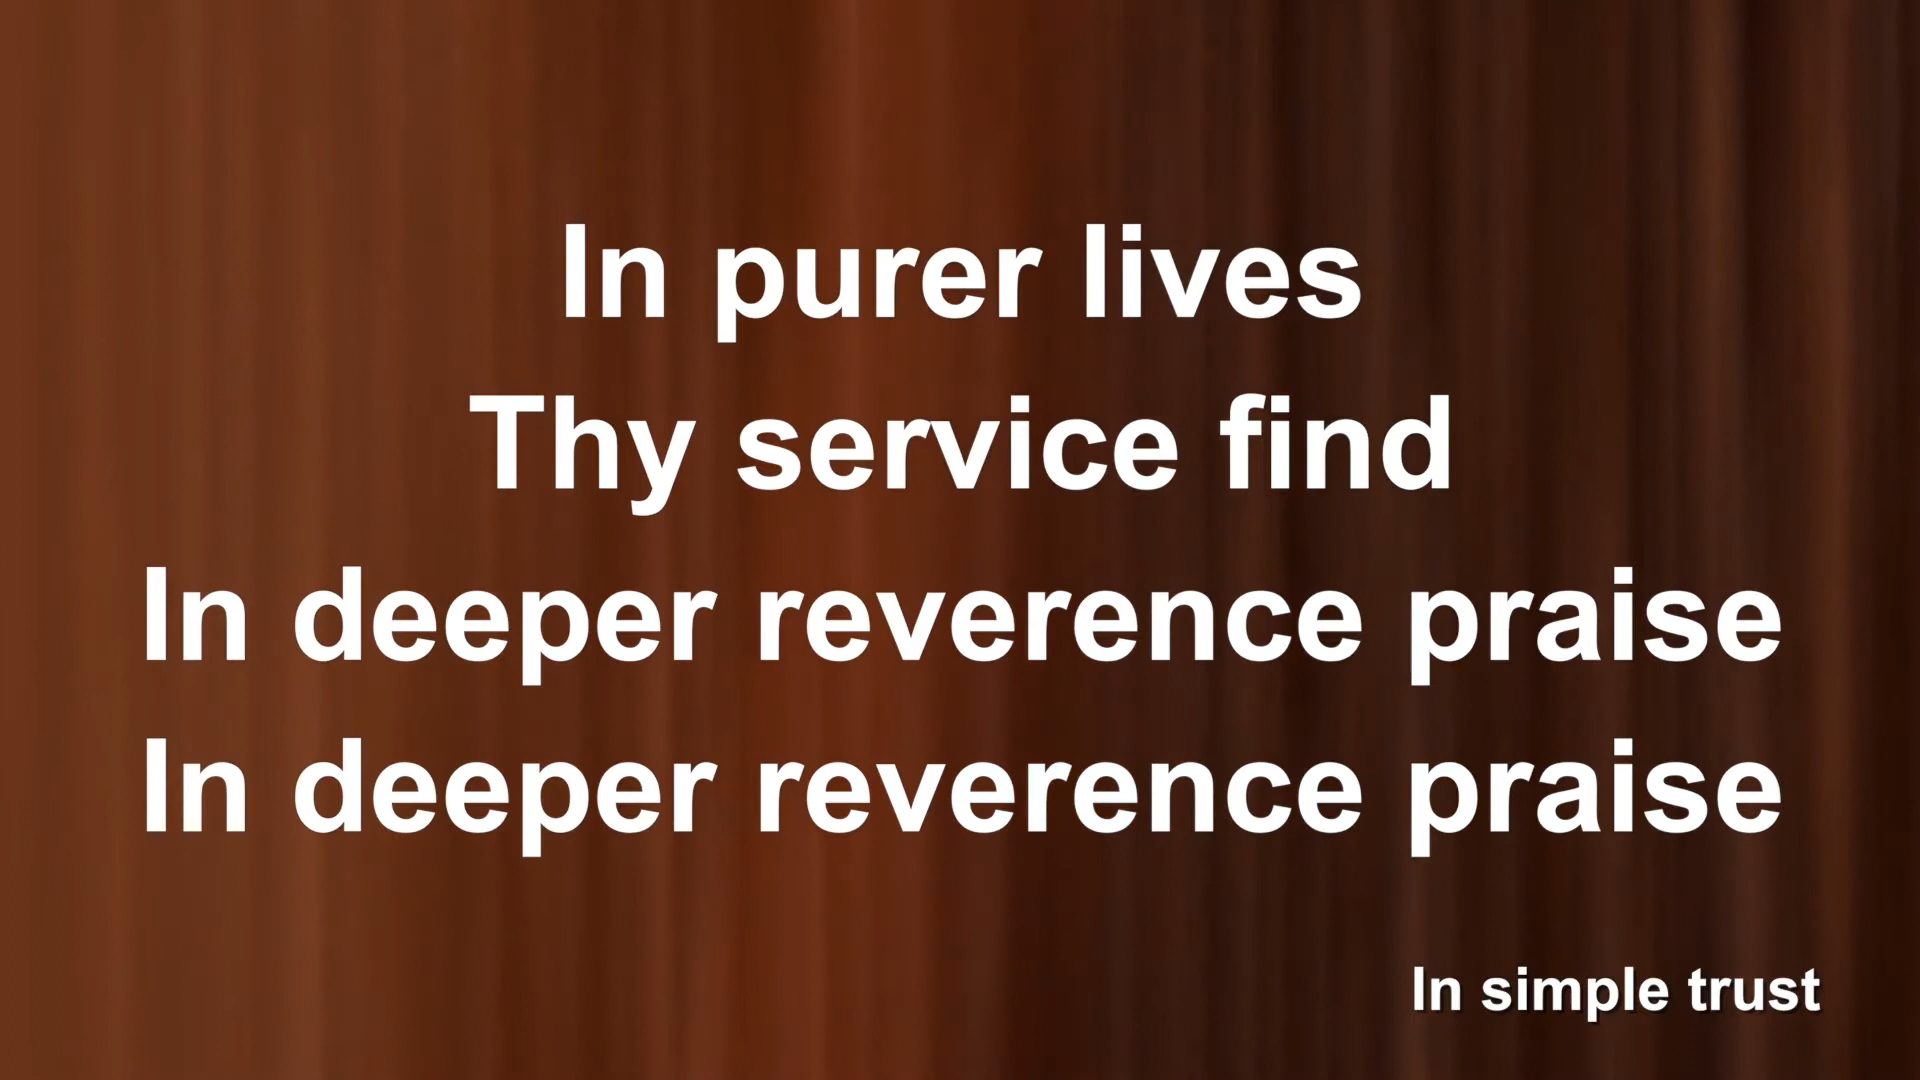 In purer lives
Thy service find
In deeper reverence praise
In deeper reverence praise
In simple trust